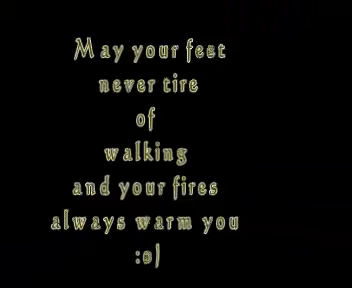 May your feet
never tire
of
walking
and your fires
always warm you
:o)